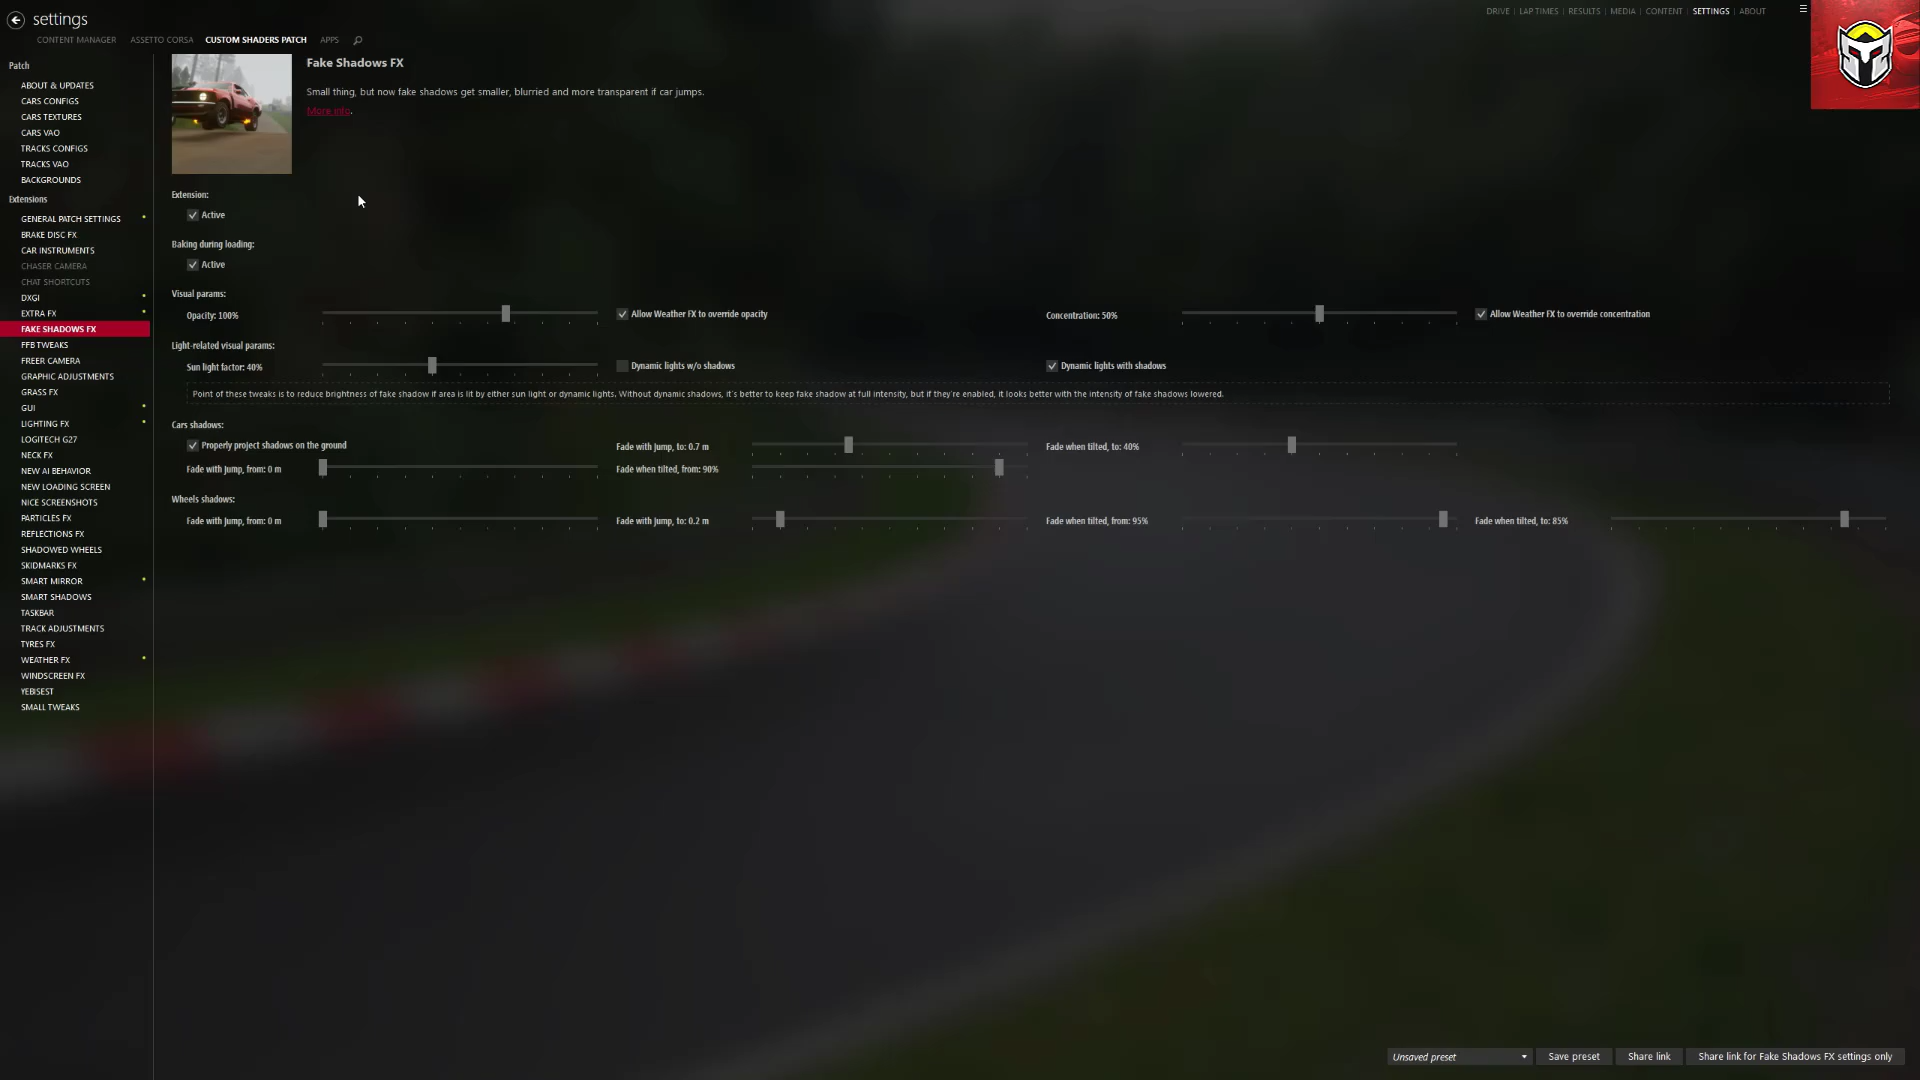 settings
DRIVE | LAP TIMES | RESULTS | MEDIA | CONTENT | SETTINGS | ABOUT
CONTENT MANAGER ASSETTO CORSA CUSTOM SHADERS PATCH APPS
Patch
ABOUT & UPDATES
CARS CONFIGS
CARS TEXTURES
CARS VAO
TRACKS CONFIGS
TRACKS VAO
BACKGROUNDS
Extensions
GENERAL PATCH SETTINGS
BRAKE DISC FX
CAR INSTRUMENTS
CHASER CAMERA
CHAT SHORTCUTS
DXGI
EXTRA FX
FAKE SHADOWS FX
FFB TWEAKS
FREER CAMERA
GRAPHIC ADJUSTMENTS
GRASS FX
GUI
LIGHTING FX
LOGITECH G27
NECK FX
NEW AI BEHAVIOR
NEW LOADING SCREEN
NICE SCREENSHOTS
PARTICLES FX
REFLECTIONS FX
SHADOWED WHEELS
SKIDMARKS FX
SMART MIRROR
SMART SHADOWS
TASKBAR
TRACK ADJUSTMENTS
TYRES FX
WEATHER FX
WINDSCREEN FX
YEBISEST
SMALL TWEAKS
Fake Shadows FX
Small thing, but now fake shadows get smaller, blurried and more transparent if car jumps.
More info.
Extension:
Active
Baking during loading:
Active
Visual params:
Opacity: 100% Allow Weather FX to override opacity Concentration: 50% Allow Weather FX to override concentration
Light-related visual params:
Sun light factor: 40% Dynamic lights w/o shadows Dynamic lights with shadows
Point of these tweaks is to reduce brightness of fake shadow if area is lit by either sun light or dynamic lights. Without dynamic shadows, it's better to keep fake shadow at full intensity, but if they're enabled, it looks better with the intensity of fake shadows lowered.
Cars shadows:
Properly project shadows on the ground Fade with jump, to: 0.7 m Fade when tilted, to: 40%
Fade with jump, from: 0 m Fade when tilted, from: 90%
Wheels shadows:
Fade with jump, from: 0 m Fade with jump, to: 0.2 m Fade when tilted, from: 95% Fade when tilted, to: 85%
Unsaved preset Save preset Share link Share link for Fake Shadows FX settings only